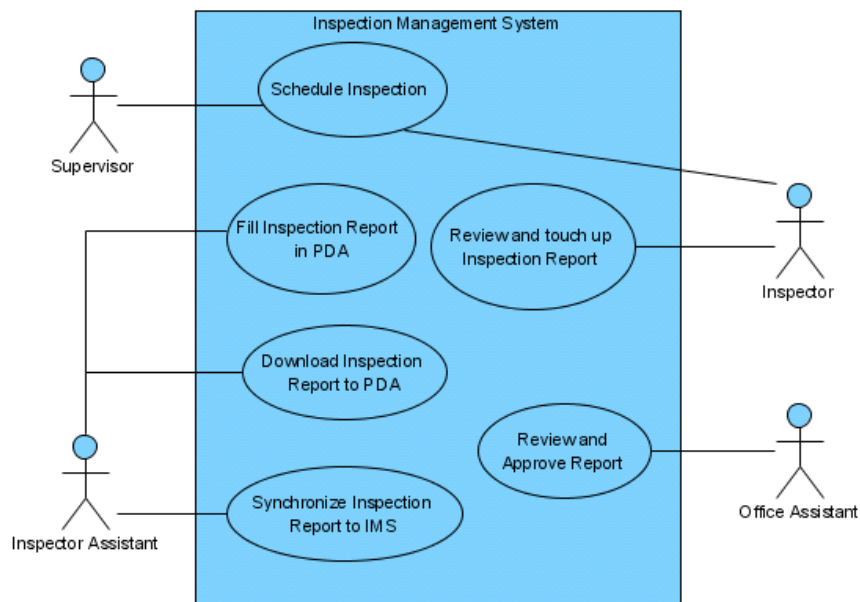 Inspection Management System
Schedule Inspection
Supervisor
Fill Inspection Report
in PDA
Review and touch up
Inspection Report
Inspector
Download Inspection
Report to PDA
Review and
Approve Report
Synchronize Inspection
Report to IMS
Office Assistant
Inspector Assistant